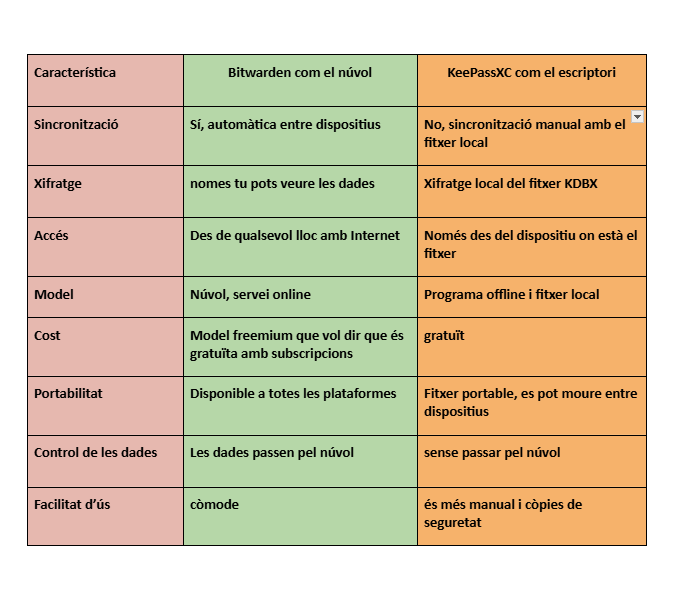 Característica
Bitwarden com el núvol
KeePassXC com el escriptori
Sincronització
Sí, automàtica entre dispositius
No, sincronització manual amb el
fitxer local
Xifratge
nomes tu pots veure les dades
Xifratge local del fitxer KDBX
Accés
Des de qualsevol lloc amb Internet
Només des del dispositiu on està el
fitxer
Model
Núvol, servei online
Programa offline i fitxer local
Cost
Model freemium que vol dir que és
gratuïta amb subscripcions
gratuït
Portabilitat
Disponible a totes les plataformes
Fitxer portable, es pot moure entre
dispositius
Control de les dades
Les dades passen pel núvol
sense passar pel núvol
Facilitat d’ús
còmode
és més manual i còpies de
seguretat